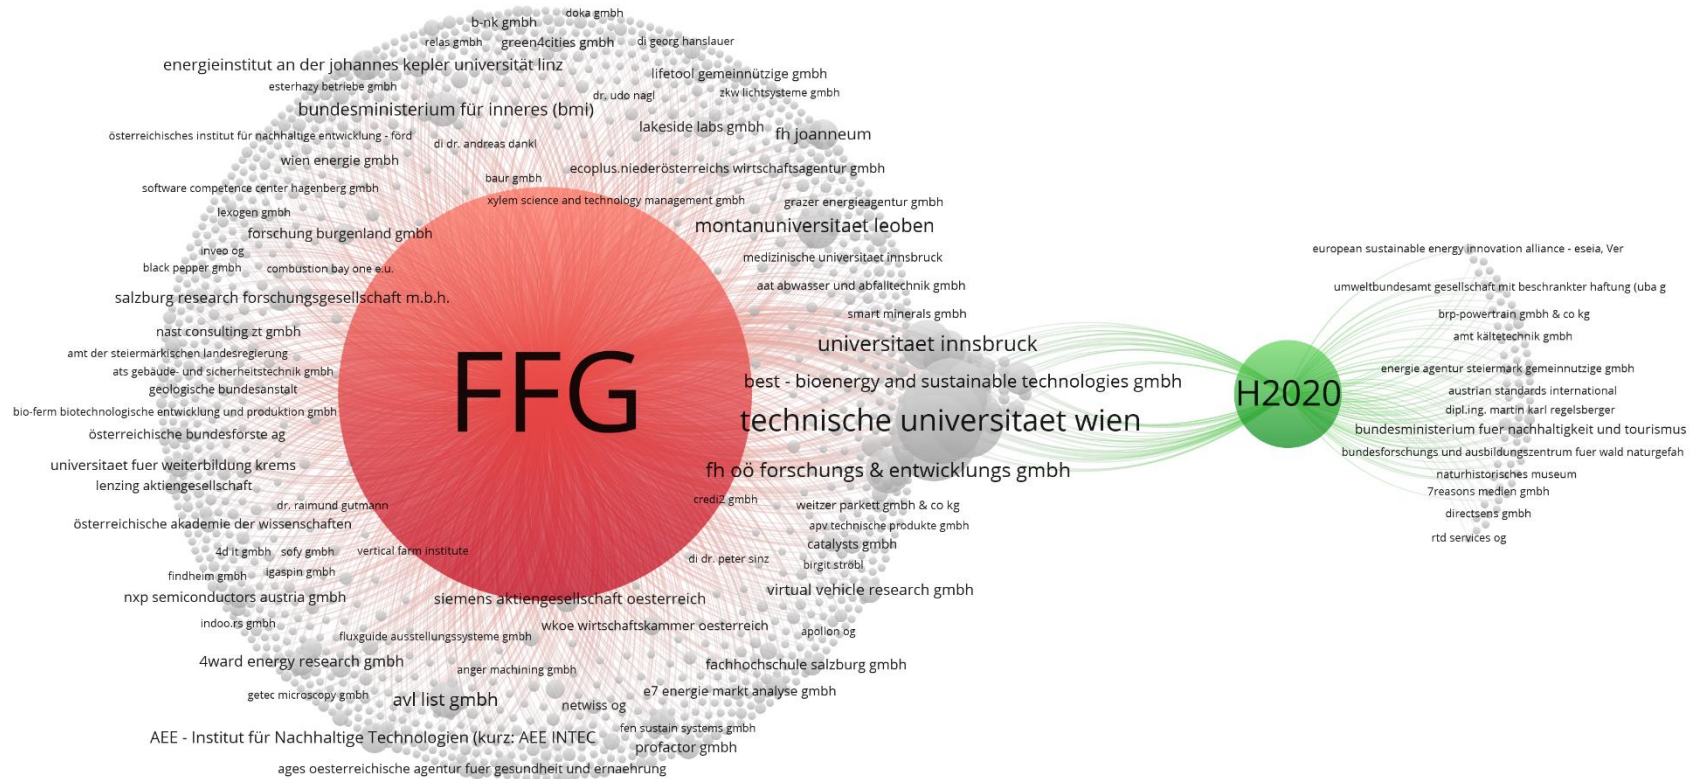 doka gmbh
b-nk gmbh
relas gmbh
green4cities gmbh
di georg hanslauer
energieinstitut an der johannes kepler universität linz
lifetool gemeinnützige gmbh
esterhazy betriebe gmbh
dr. udo nagl
zkw lichtsysteme gmbh
bundesministerium für inneres (bmi)
lakeside labs gmbh
fh joanneum
österreichisches institut für nachhaltige entwicklung - förd
di dr. andreas dankl
wien energie gmbh
ecoplus.niederösterreichs wirtschaftsagentur gmbh
baur gmbh
software competence center hagenberg gmbh
xylem science and technology management gmbh
grazer energieagentur gmbh
lexogen gmbh
montanuniversitaet leoben
forschung burgenland gmbh
inveo og
european sustainable energy innovation alliance - eseia, Ver
medizinische universitaet innsbruck
black pepper gmbh
combustion bay one e.u.
aat abwasser und abfalltechnik gmbh
umweltbundesamt gesellschaft mit beschrankter haftung (uba g
salzburg research forschungsgesellschaft m.b.h.
smart minerals gmbh
brp-powertrain gmbh & co kg
nast consulting zt gmbh
universitaet innsbruck
amt kältetechnik gmbh
amt der steiermärkischen landesregierung
ats gebäude- und sicherheitstechnik gmbh
energie agentur steiermark gemeinnutzige gmbh
best - bioenergy and sustainable technologies gmbh
geologische bundesanstalt
FFG
H2020
austrian standards international
bio-ferm biotechnologische entwicklung und produktion gmbh
dipl.ing. martin karl regelsberger
technische universitaet wien
österreichische bundesforste ag
bundesministerium fuer nachhaltigkeit und tourismus
bundesforschungs und ausbildungszentrum fuer wald naturgefah
universitaet fuer weiterbildung krems
fh oö forschungs & entwicklungs gmbh
naturhistorisches museum
lenzing aktiengesellschaft
7reasons medien gmbh
credi2 gmbh
dr. raimund gutmann
weitzer parkett gmbh & co kg
directsens gmbh
österreichische akademie der wissenschaften
apv technische produkte gmbh
rtd services og
catalysts gmbh
4d it gmbh
sofy gmbh
vertical farm institute
di dr. peter sinz
birgit ströbl
findheim gmbh
igaspin gmbh
virtual vehicle research gmbh
nxp semiconductors austria gmbh
siemens aktiengesellschaft oesterreich
indoo.rs gmbh
wkoe wirtschaftskammer oesterreich
apollon og
fluxguide ausstellungssysteme gmbh
4ward energy research gmbh
anger machining gmbh
fachhochschule salzburg gmbh
getec microscopy gmbh
avl list gmbh
e7 energie markt analyse gmbh
netwiss og
fen sustain systems gmbh
AEE - Institut für Nachhaltige Technologien (kurz: AEE INTEC
profactor gmbh
ages oesterreichische agentur fuer gesundheit und ernaehrung